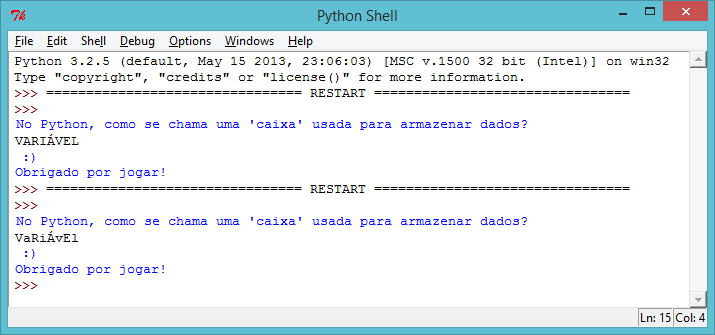 Python Shell
File Edit Shell Debug Options Windows Help
Python 3.2.5 (default, May 15 2013, 23:06:03) [MSC v.1500 32 bit (Intel)] on win32
Type "copyright", "credits" or "license()" for more information.
>>> ================================ RESTART ================================
>>>
No Python, como se chama uma 'caixa' usada para armazenar dados?
VARIÁVEL
:)
Obrigado por jogar!
>>> ================================ RESTART ================================
>>>
No Python, como se chama uma 'caixa' usada para armazenar dados?
VaRiÁvEl
:)
Obrigado por jogar!
>>>
Ln: 15 Col: 4